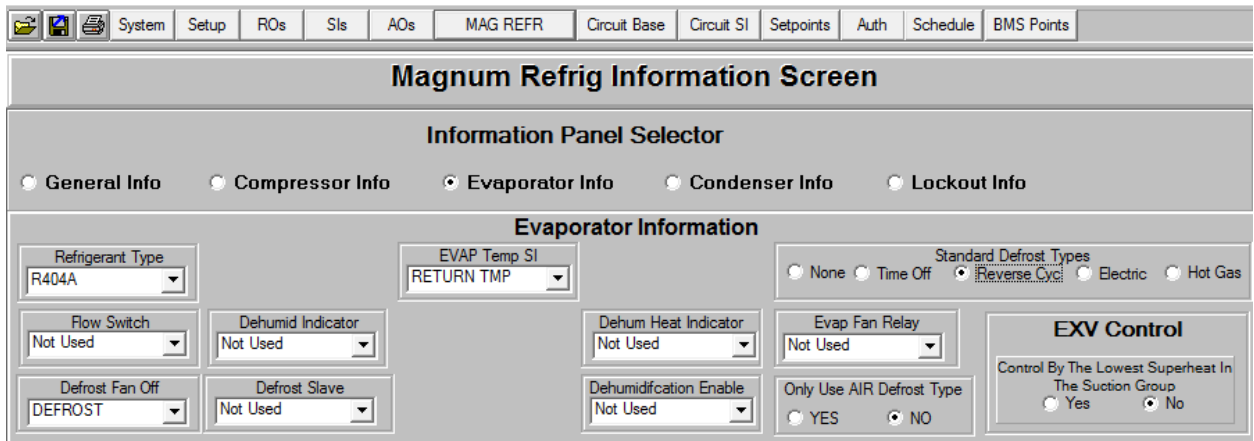 System Setup ROs SIs AOs MAG REFR Circuit Base Circuit SI Setpoints Auth Schedule BMS Points
Magnum Refrig Information Screen
Information Panel Selector
General Info Compressor Info Evaporator Info Condenser Info Lockout Info
Evaporator Information
Refrigerant Type
R404A
EVAP Temp SI
RETURN TMP
Standard Defrost Types
None Time Off Reverse Cyc Electric Hot Gas
Flow Switch
Not Used
Dehumid Indicator
Not Used
Dehum Heat Indicator
Not Used
Evap Fan Relay
Not Used
EXV Control
Control By The Lowest Superheat In
The Suction Group
Yes No
Defrost Fan Off
DEFROST
Defrost Slave
Not Used
Dehumidifcation Enable
Not Used
Only Use AIR Defrost Type
YES NO